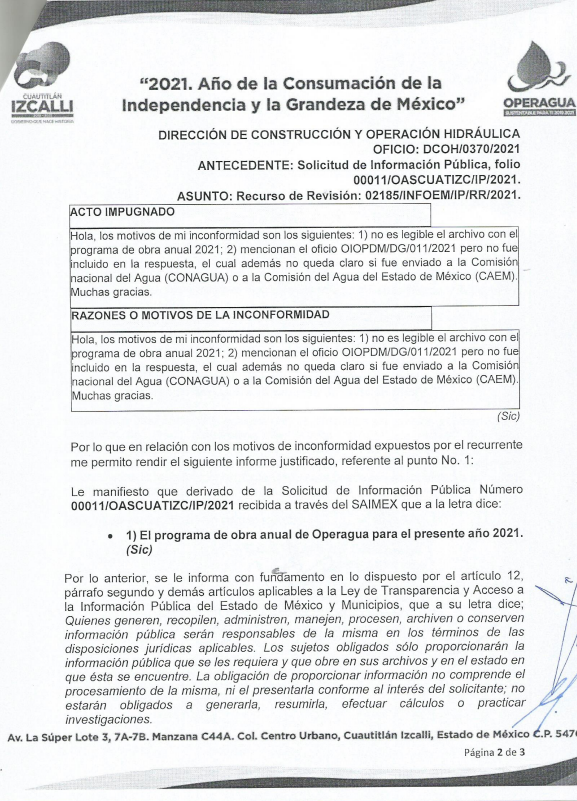 CUAUTITLÁN
IZCALLI
OPERAGUA
“2021. Año de la Consumación de la
Independencia y la Grandeza de México”
DIRECCIÓN DE CONSTRUCCIÓN Y OPERACIÓN HIDRÁULICA
OFICIO: DCOH/0370/2021
ANTECEDENTE: Solicitud de Información Pública, folio
00011/OASCUATIZC/IP/2021.
ASUNTO: Recurso de Revisión: 02185/INFOEM/IP/RR/2021.
ACTO IMPUGNADO
Hola, los motivos de mi inconformidad son los siguientes: 1) no es legible el archivo con el
programa de obra anual 2021; 2) mencionan el oficio OIOPDM/DG/011/2021 pero no fue
incluido en la respuesta, el cual además no queda claro si fue enviado a la Comisión
nacional del Agua (CONAGUA) o a la Comisión del Agua del Estado de México (CAEM).
Muchas gracias.
RAZONES O MOTIVOS DE LA INCONFORMIDAD
Hola, los motivos de mi inconformidad son los siguientes: 1) no es legible el archivo con el
programa de obra anual 2021; 2) mencionan el oficio OIOPDM/DG/011/2021 pero no fue
incluido en la respuesta, el cual además no queda claro si fue enviado a la Comisión
nacional del Agua (CONAGUA) o a la Comisión del Agua del Estado de México (CAEM).
Muchas gracias.
(Sic)
Por lo que en relación con los motivos de inconformidad expuestos por el recurrente
me permito rendir el siguiente informe justificado, referente al punto No. 1:
Le manifiesto que derivado de la Solicitud de Información Pública Número
00011/OASCUATIZC/IP/2021 recibida a través del SAIMEX que a la letra dice:
• 1) El programa de obra anual de Operagua para el presente año 2021.
(Sic)
Por lo anterior, se le informa con fundamento en lo dispuesto por el artículo 12,
párrafo segundo y demás artículos aplicables a la Ley de Transparencia y Acceso a
la Información Pública del Estado de México y Municipios, que a su letra dice;
Quienes generen, recopilen, administren, manejen, procesen, archiven o conserven
información pública serán responsables de la misma en los términos de las
disposiciones jurídicas aplicables. Los sujetos obligados sólo proporcionarán la
información pública que se les requiera y que obre en sus archivos y en el estado en
que ésta se encuentre. La obligación de proporcionar información no comprende el
procesamiento de la misma, ni el presentarla conforme al interés del solicitante; no
estarán obligados a generarla, resumirla, efectuar cálculos o practicar
investigaciones.
Av. La Súper Lote 3, 7A-7B. Manzana C44A. Col. Centro Urbano, Cuautitlán Izcalli, Estado de México C.P. 547
Página 2 de 3